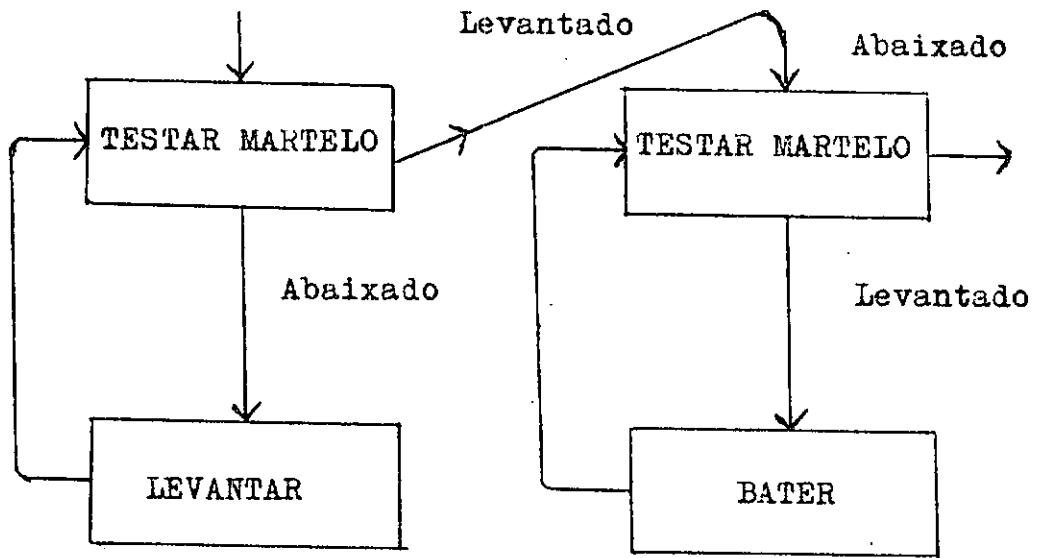 Levantado
Abaixado
TESTAR MARTELO
TESTAR MARTELO
Abaixado
Levantado
LEVANTAR
BATER